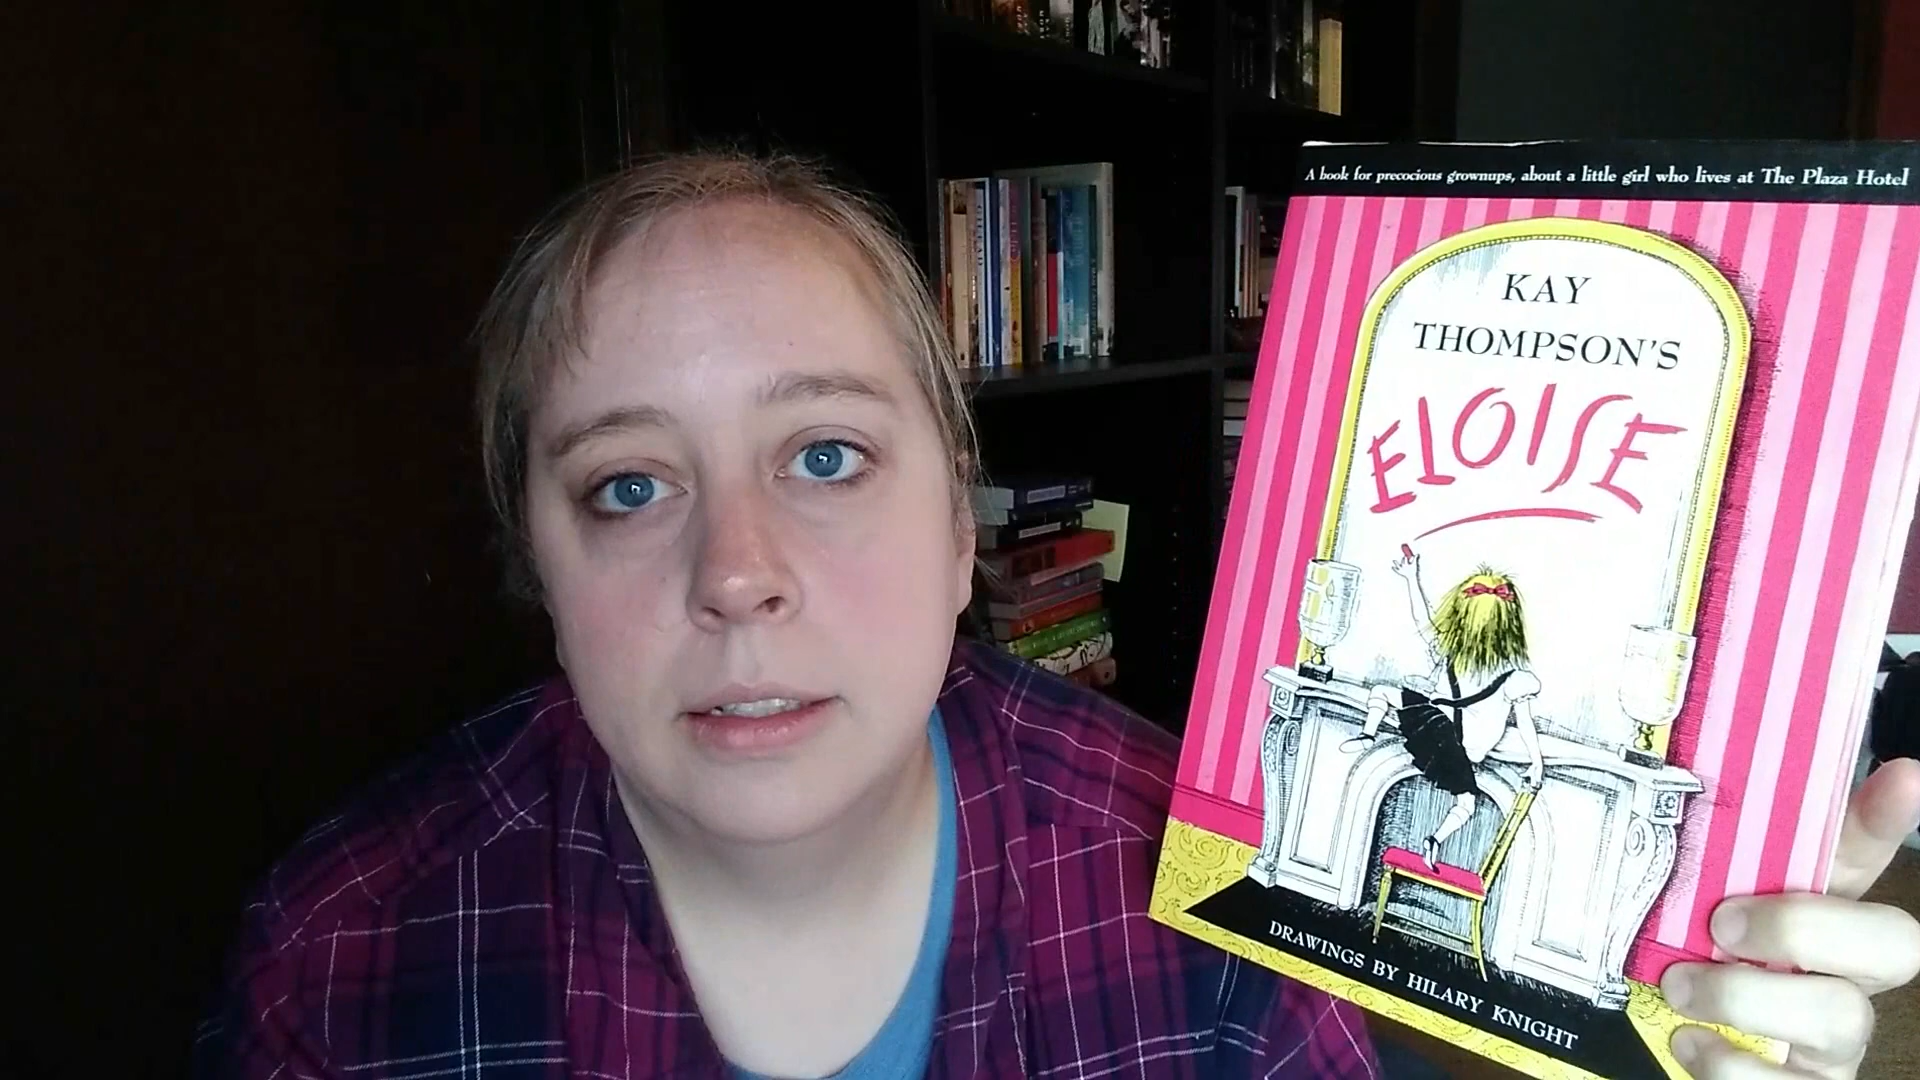 A book for precocious grownups, about a little girl who lives at The Plaza Hotel
KAY
THOMPSON'S
ELOISE
DRAWINGS BY HILARY KNIGHT